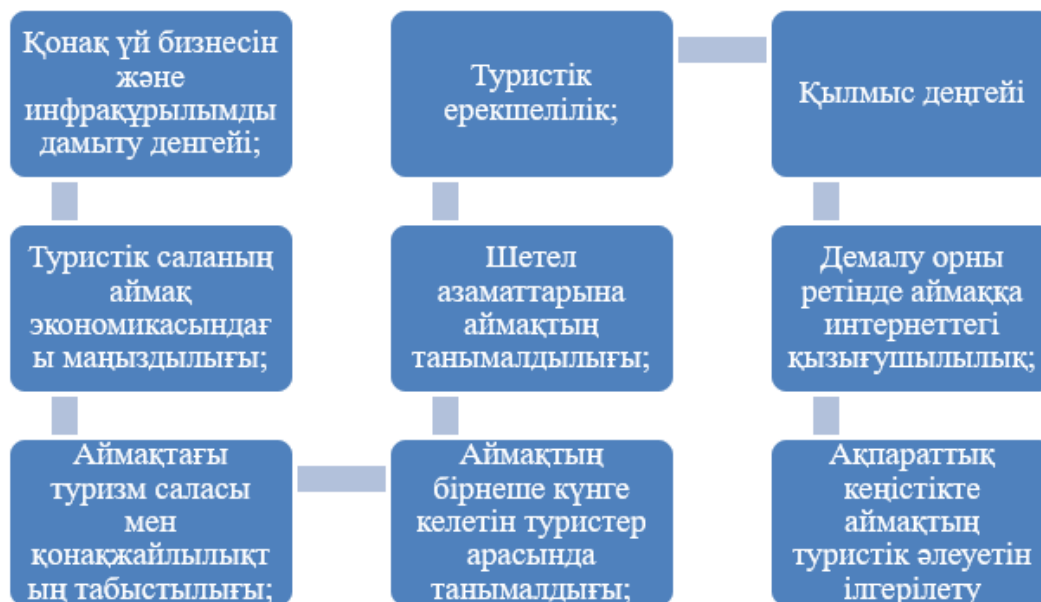 Қонақ үй бизнесін
және
инфрақұрылымды
дамыту денгейі;
Туристік саланың
аймақ
экономикасындағ
ы маңыздылығы;
Аймақтағы
туризм саласы
мен
қонақжайлылықт
ың табыстылығы;
Аймақтың
бірнеше күнге
келетін туристер
арасында
танымалдығы;
Шетел
азаматтарына
аймақтың
танымалдылығы;
Туристік
ерекшелілік;
Қылмыс деңгейі
Демалу орны
ретінде аймаққа
интернеттегі
қызығушылылық;
Ақпараттық
кеңістікте
аймақтың
туристік әлеуетін
ілгерілету